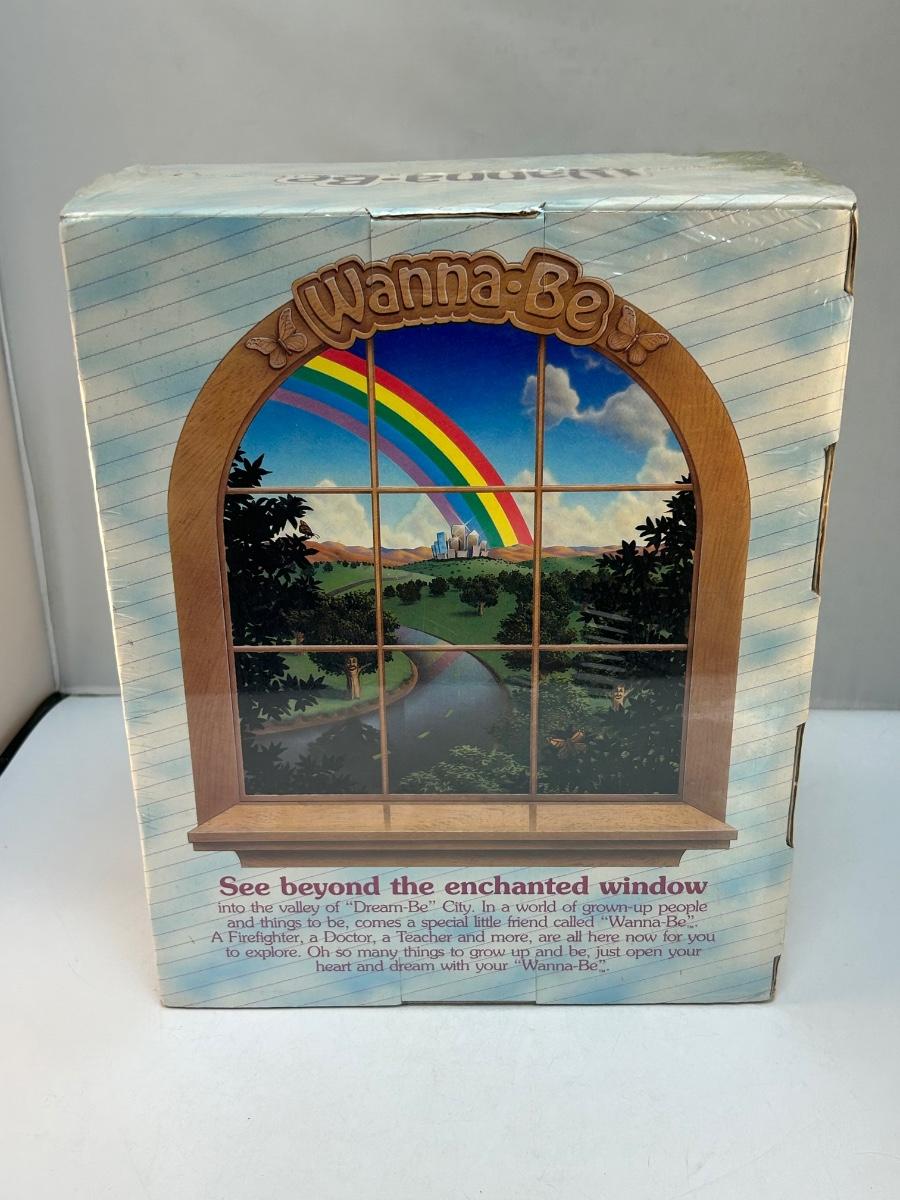 Wanna-Be
Wanna-Be
See beyond the enchanted window
into the valley of "Dream-Be" City. In a world of grown-up people
and things to be, comes a special little friend called "Wanna-Be"™.
A Firefighter, a Doctor, a Teacher and more, are all here now for you
to explore. Oh so many things to grow up and be, just open your
heart and dream with your "Wanna-Be"™.